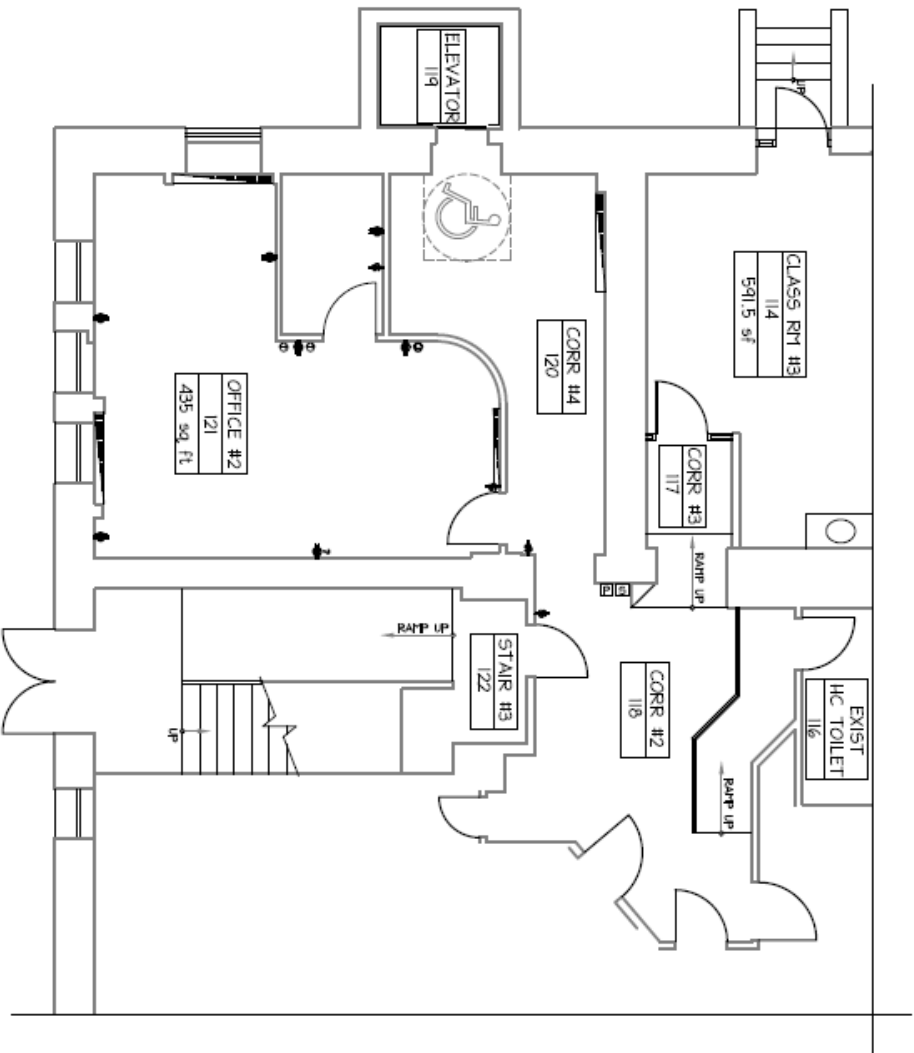 ELEVATOR
119
UP
CLASS RM #3
114
591.5 sf
CORR #4
120
OFFICE #2
121
435 sq. ft
CORR #3
117
RAMP UP
P
RAMP UP
STAIR #3
122
CORR #2
118
EXIST
HC TOILET
116
UP
RAMP UP